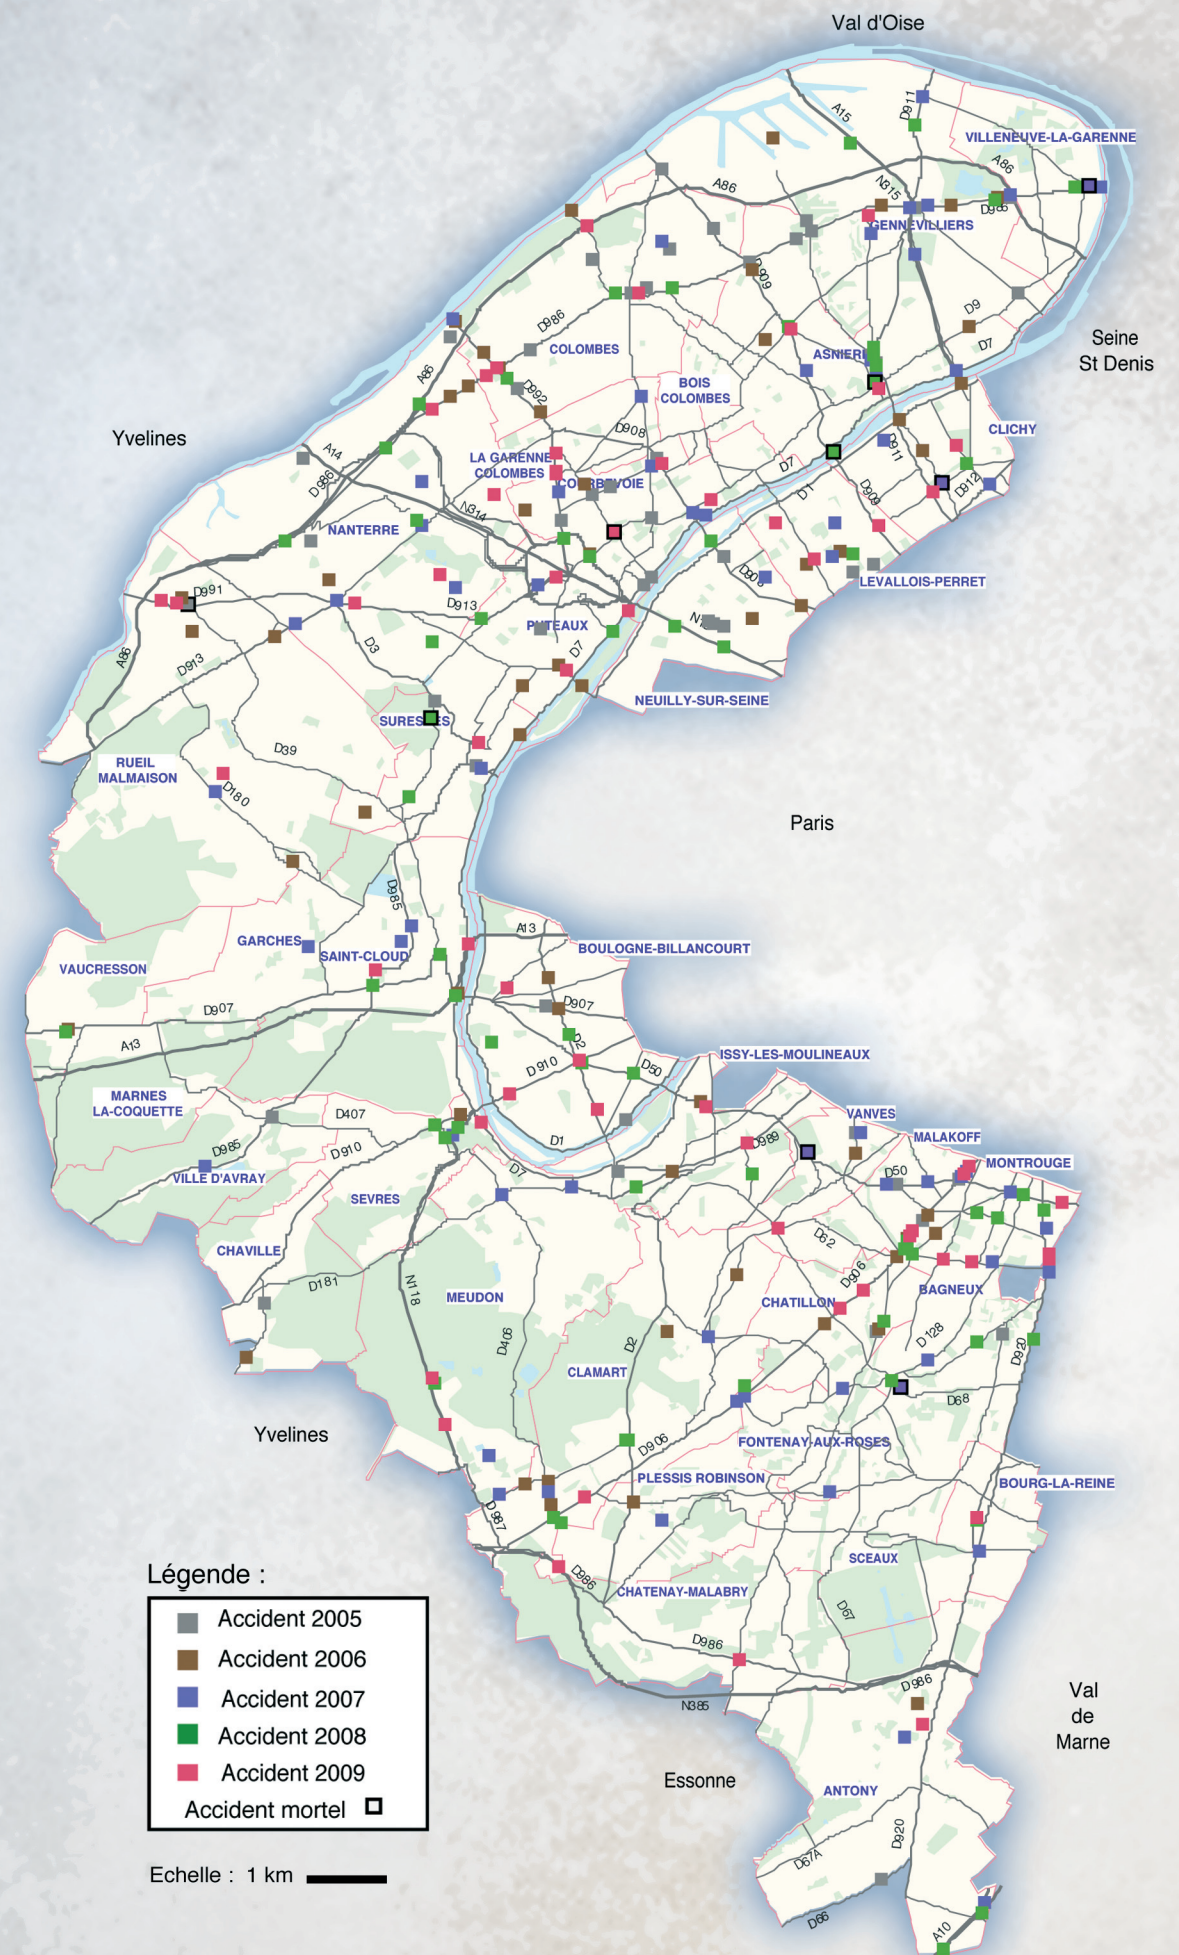 Val d'Oise
A15
D911
VILLENEUVE-LA-GARENNE
A86
A86
N315
D986
GENNEVILLIERS
D909
D9
D986
D7
Seine
St Denis
COLOMBES
ASNIERE
A86
BOIS
COLOMBES
D992
Yvelines
D908
CLICHY
D911
A14
LA GARENNE
COLOMBES
D7
D986
COURBEVOIE
D1
D909
D912
N314
NANTERRE
D908
LEVALLOIS-PERRET
D991
D913
PUTEAUX
D3
D7
A86
D913
NEUILLY-SUR-SEINE
SURESNES
D39
RUEIL
MALMAISON
D180
Paris
D985
A13
GARCHES
BOULOGNE-BILLANCOURT
SAINT-CLOUD
VAUCRESSON
D907
D907
A13
D2
ISSY-LES-MOULINEAUX
D910
D50
MARNES
LA-COQUETTE
D407
VANVES
D1
D989
MALAKOFF
D985
D910
MONTROUGE
D7
D50
VILLE D'AVRAY
SEVRES
D62
CHAVILLE
D906
D181
N118
MEUDON
BAGNEUX
CHATILLON
D406
D2
D128
D920
CLAMART
D68
Yvelines
D906
FONTENAY-AUX-ROSES
PLESSIS ROBINSON
BOURG-LA-REINE
D987
SCEAUX
Légende :
D986
CHATENAY-MALABRY
D67
Accident 2005
D986
Accident 2006
D986
Val
de
Marne
Accident 2007
N385
Accident 2008
Accident 2009
Essonne
ANTONY
Accident mortel
D920
D67A
Echelle : 1 km
D66
A10